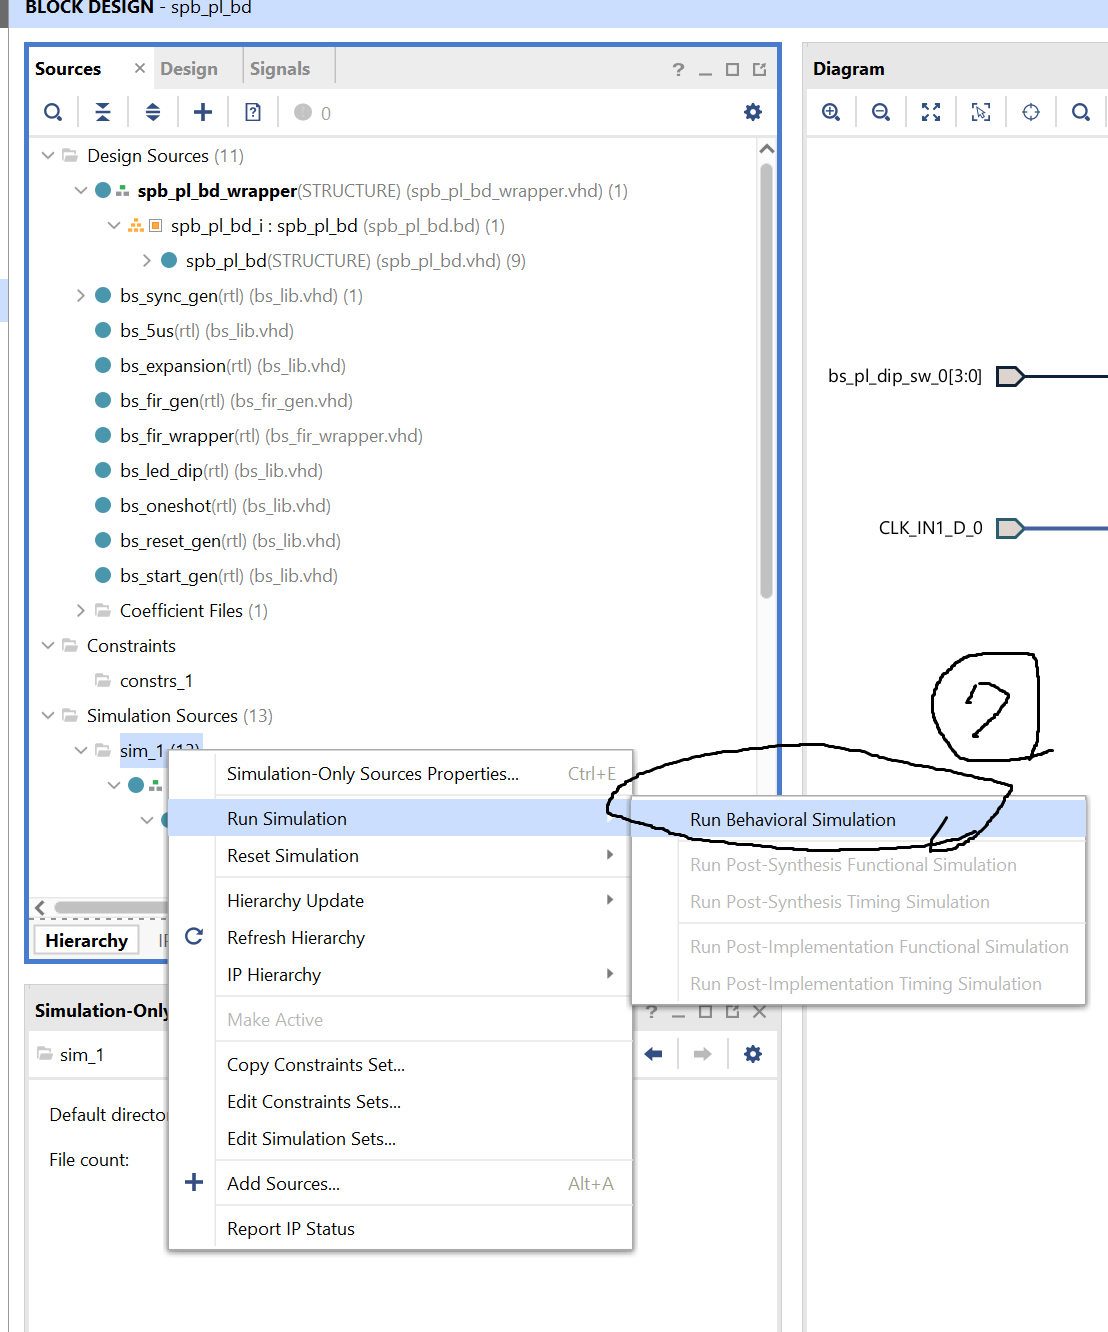 BLOCK DESIGN - spb_pl_bd
Sources × Design Signals ?
0
Design Sources (11)
spb_pl_bd_wrapper(STRUCTURE) (spb_pl_bd_wrapper.vhd) (1)
spb_pl_bd_i : spb_pl_bd (spb_pl_bd.bd) (1)
spb_pl_bd(STRUCTURE) (spb_pl_bd.vhd) (9)
bs_sync_gen(rtl) (bs_lib.vhd) (1)
bs_5us(rtl) (bs_lib.vhd)
bs_expansion(rtl) (bs_lib.vhd)
bs_fir_gen(rtl) (bs_fir_gen.vhd)
bs_fir_wrapper(rtl) (bs_fir_wrapper.vhd)
bs_led_dip(rtl) (bs_lib.vhd)
bs_oneshot(rtl) (bs_lib.vhd)
bs_reset_gen(rtl) (bs_lib.vhd)
bs_start_gen(rtl) (bs_lib.vhd)
Coefficient Files (1)
Constraints
constrs_1
Simulation Sources (13)
sim_1 (13)
Hierarchy
Simulation-Only
?
sim_1
Default directo
File count:
Simulation-Only Sources Properties... Ctrl+E
Run Simulation
Reset Simulation
Hierarchy Update
Refresh Hierarchy
IP Hierarchy
Make Active
Copy Constraints Set...
Edit Constraints Sets...
Edit Simulation Sets...
Add Sources... Alt+A
Report IP Status
Run Behavioral Simulation
Run Post-Synthesis Functional Simulation
Run Post-Synthesis Timing Simulation
Run Post-Implementation Functional Simulation
Run Post-Implementation Timing Simulation
Diagram
bs_pl_dip_sw_0[3:0]
CLK_IN1_D_0